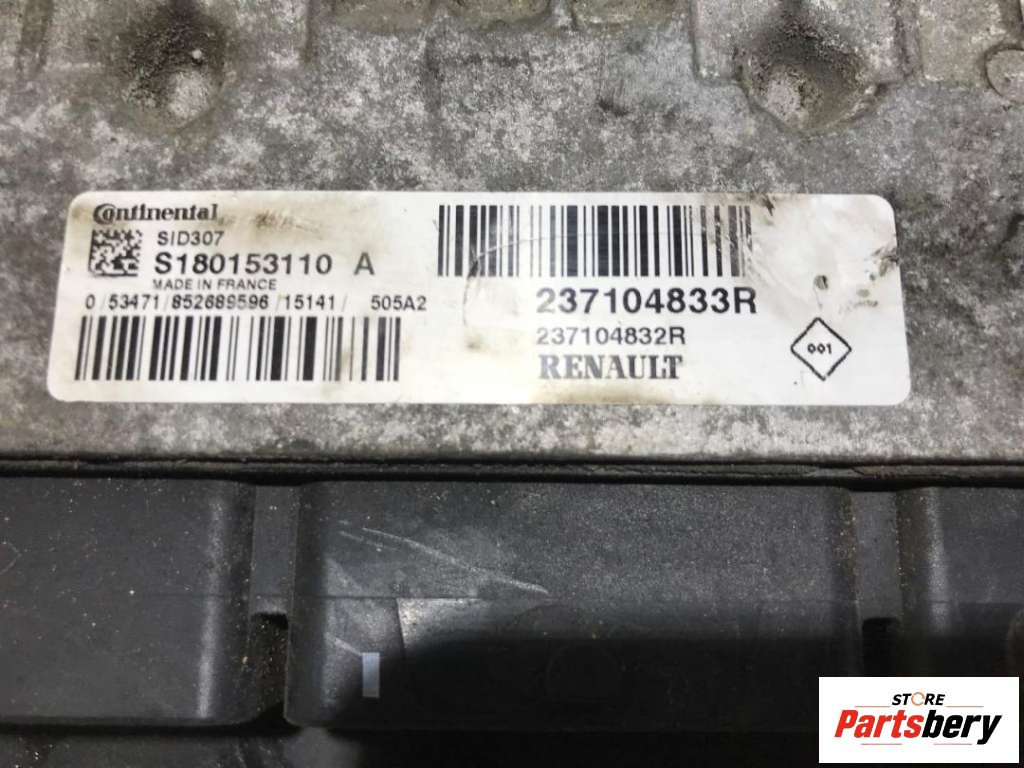 Continental
SID307
S180153110 A
MADE IN FRANCE
0/53471/852689596/15141/ 505A2
237104833R
237104832R
RENAULT
001
STORE
Partsbery